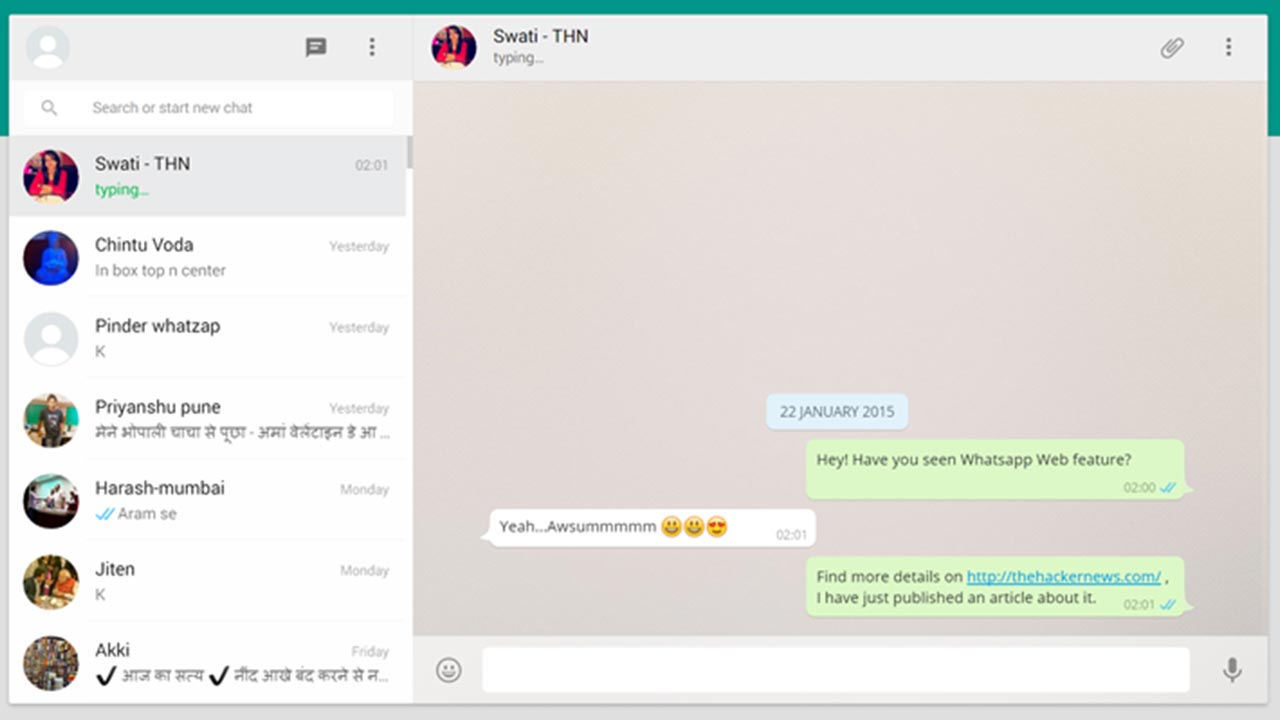 Swati - THN
typing...
Search or start new chat
Swati - THN 02:01
typing...
Chintu Voda Yesterday
In box top n center
Pinder whatzap Yesterday
K
Priyanshu pune Yesterday
मेने भोपाली चाचा से पूछा - अमां वेलेंटाइन डे आ ...
Harash-mumbai Monday
Aram se
Jiten Monday
K
Akki Friday
✔ आज का सत्य ✔ नींद आखे बंद करने से न...
22 JANUARY 2015
Hey! Have you seen Whatsapp Web feature?
02:00
Yeah...Awsummmmm 😀😀😍 02:01
Find more details on http://thehackernews.com/ ,
I have just published an article about it. 02:01